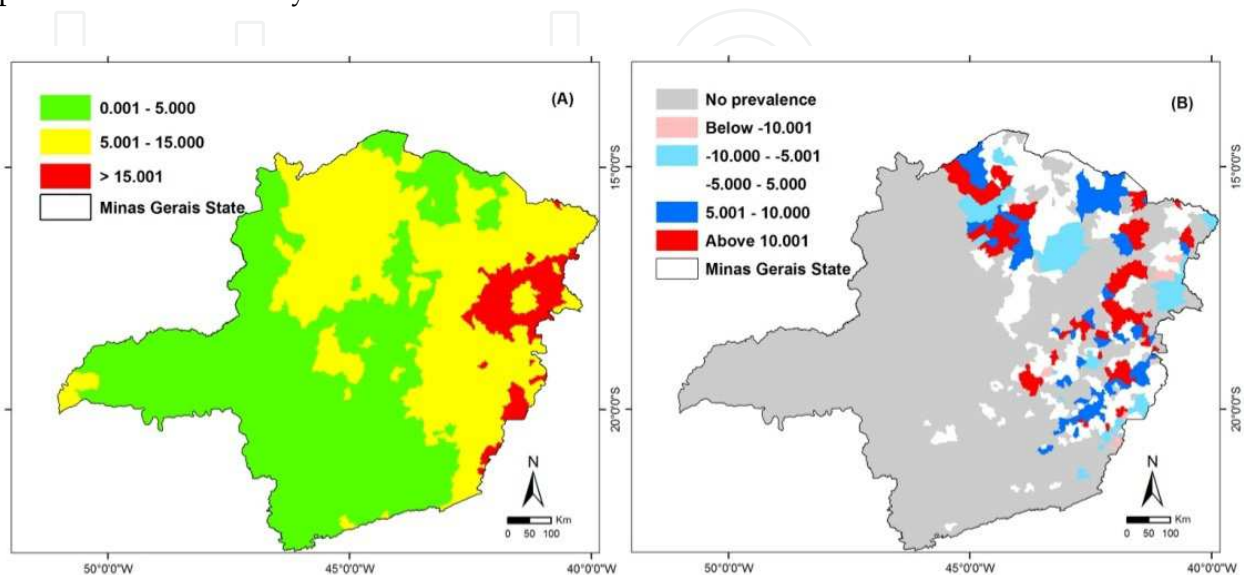 (A)
0.001 - 5.000
5.001 - 15.000
> 15.001
Minas Gerais State
15°0'0"S
20°0'0"S
N
Km
0 50 100
50°0'0"W 45°0'0"W 40°0'0"W
(B)
No prevalence
Below -10.001
-10.000 - -5.001
-5.000 - 5.000
5.001 - 10.000
Above 10.001
Minas Gerais State
15°0'0"S
20°0'0"S
N
Km
0 50 100
50°0'0"W 45°0'0"W 40°0'0"W